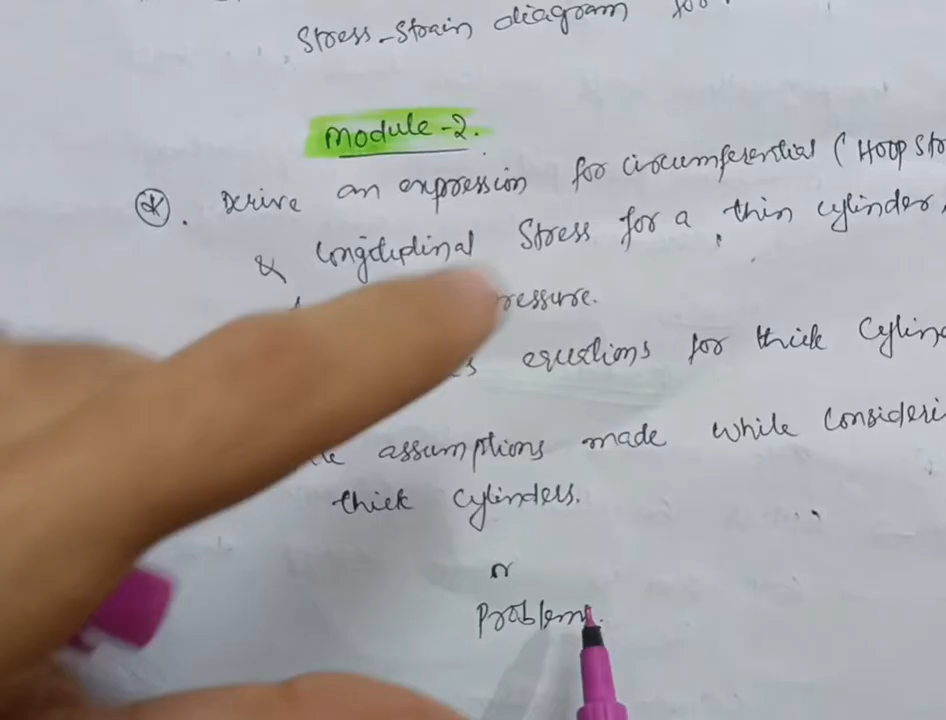 Stress-Strain diagram for
Module-2.
Derive an expression for circumferential (Hoop
& longitudinal Stress for a thin cylinder,
equations for thick
assumptions made while
thick cylinders.
or
Problems.